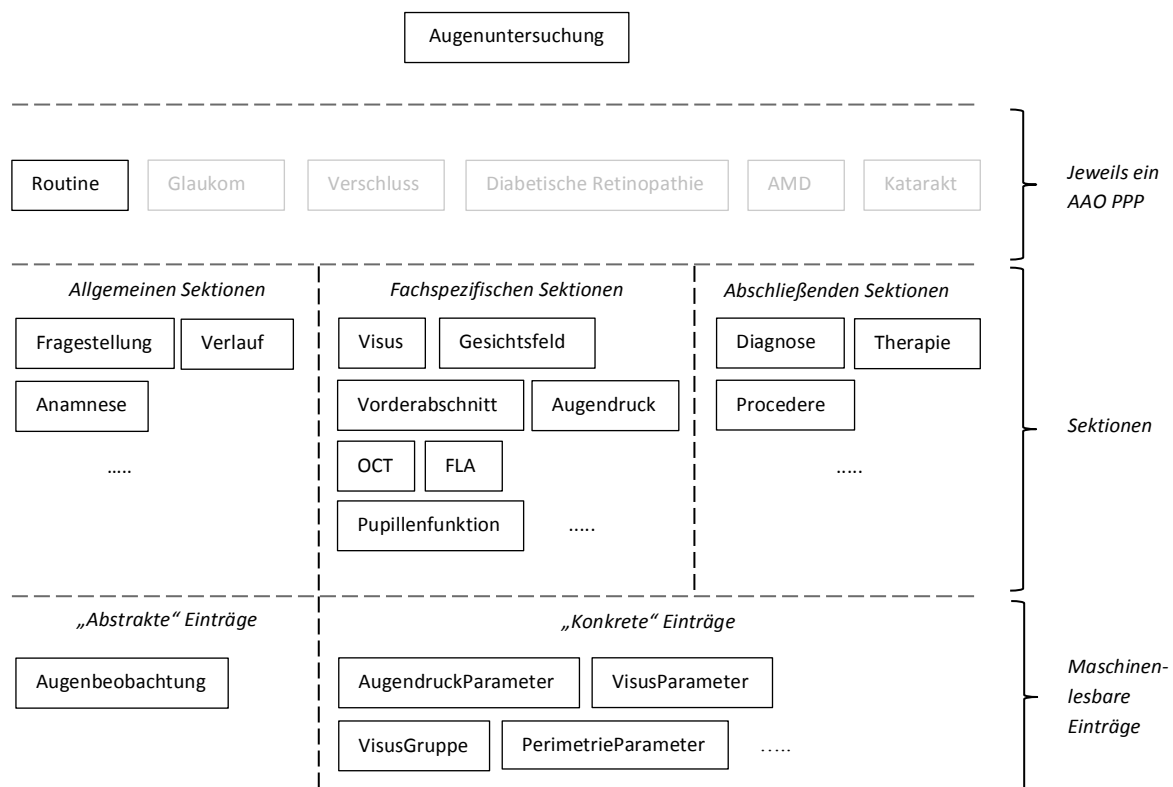 Augenuntersuchung
Routine
Glaukom
Verschluss
Diabetische Retinopathie
AMD
Katarakt
Jeweils ein
AAO PPP
Allgemeinen Sektionen
Fachspezifischen Sektionen
Abschließenden Sektionen
Fragestellung
Verlauf
Visus
Gesichtsfeld
Diagnose
Therapie
Anamnese
Vorderabschnitt
Augendruck
Procedere
Sektionen
.....
OCT
FLA
.....
Pupillenfunktion
.....
„Abstrakte“ Einträge
„Konkrete“ Einträge
Augenbeobachtung
AugendruckParameter
VisusParameter
Maschinen-
lesbare
Einträge
VisusGruppe
PerimetrieParameter
.....